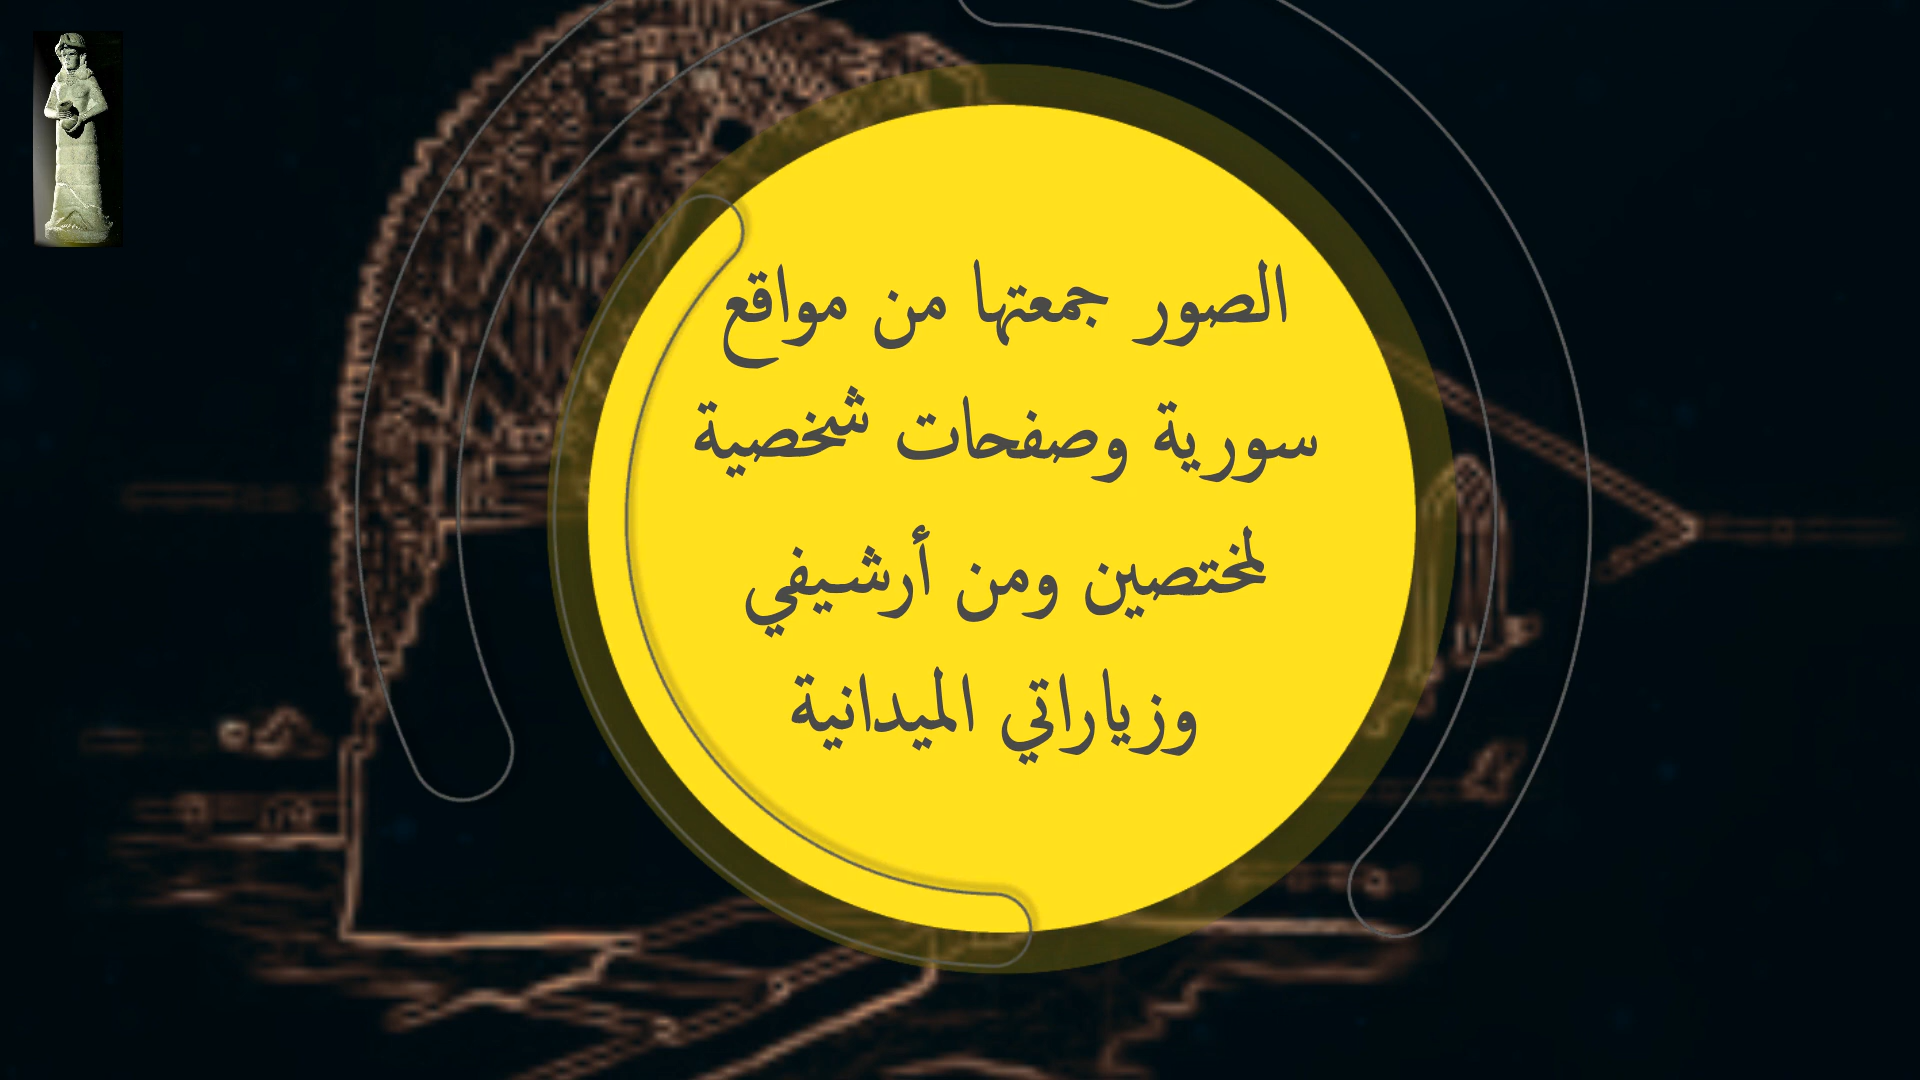 الصور جمعتها من مواقع
سورية وصفحات شخصية
لمختصين ومن أرشيفي
وزياراتي الميدانية